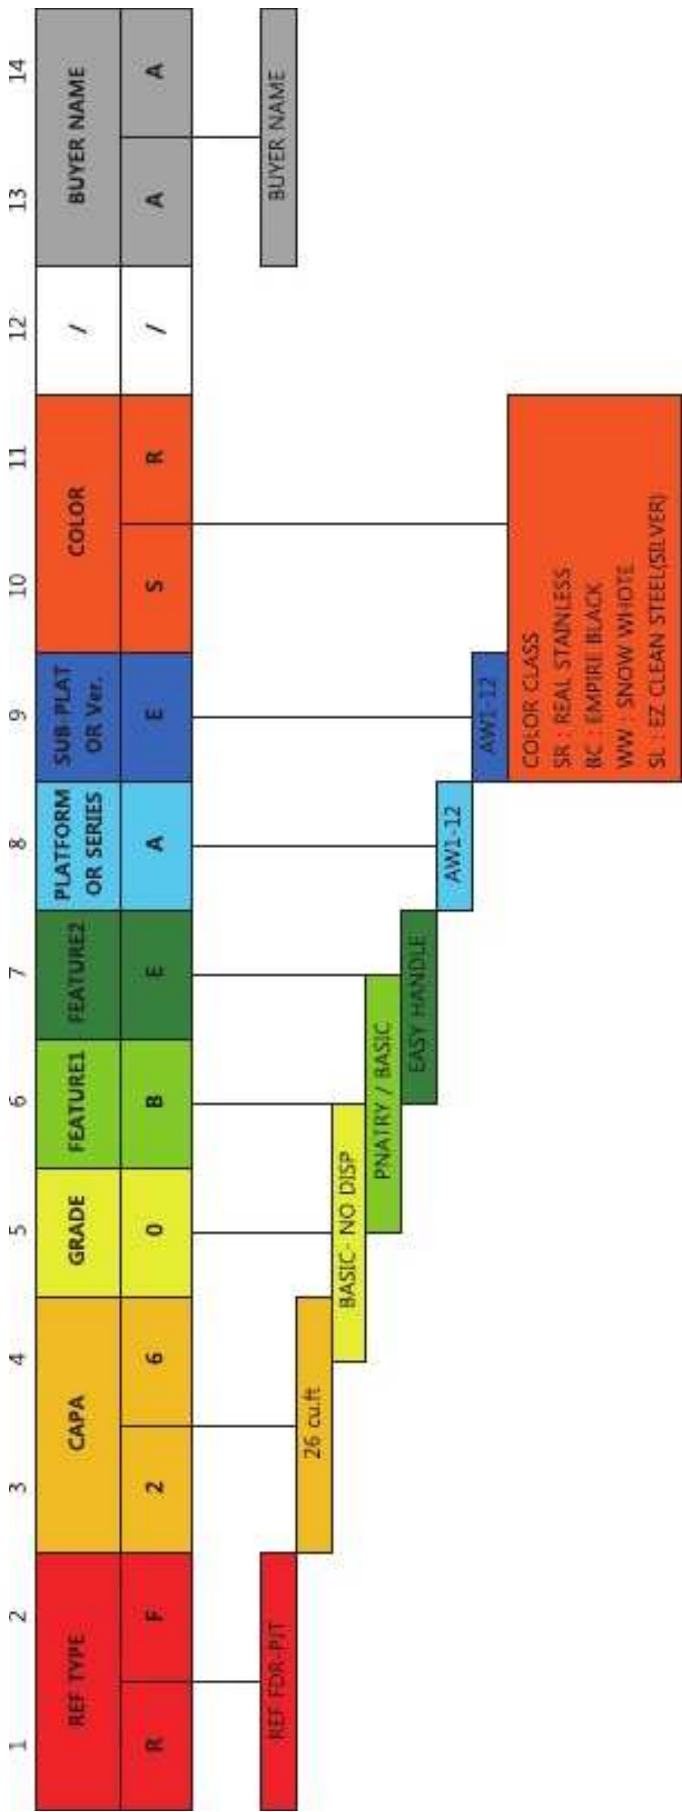 1 2 3 4 5 6 7 8 9 10 11 12 13 14
REF TYPE CAPA GRADE FEATURE1 FEATURE2 PLATFORM OR SERIES SUB-PLAT OR Ver. COLOR / BUYER NAME
R F 2 6 0 B E A E S R / A A
REF FDR-PJT
BUYER NAME
26 cu.ft
BASIC- NO DISP
PNATRY / BASIC
EASY HANDLE
AW1-12
AW1-12
COLOR CLASS
SR : REAL STAINLESS
BC : EMPIRE BLACK
WW : SNOW WHOTE
SL : EZ CLEAN STEEL(SILVER)